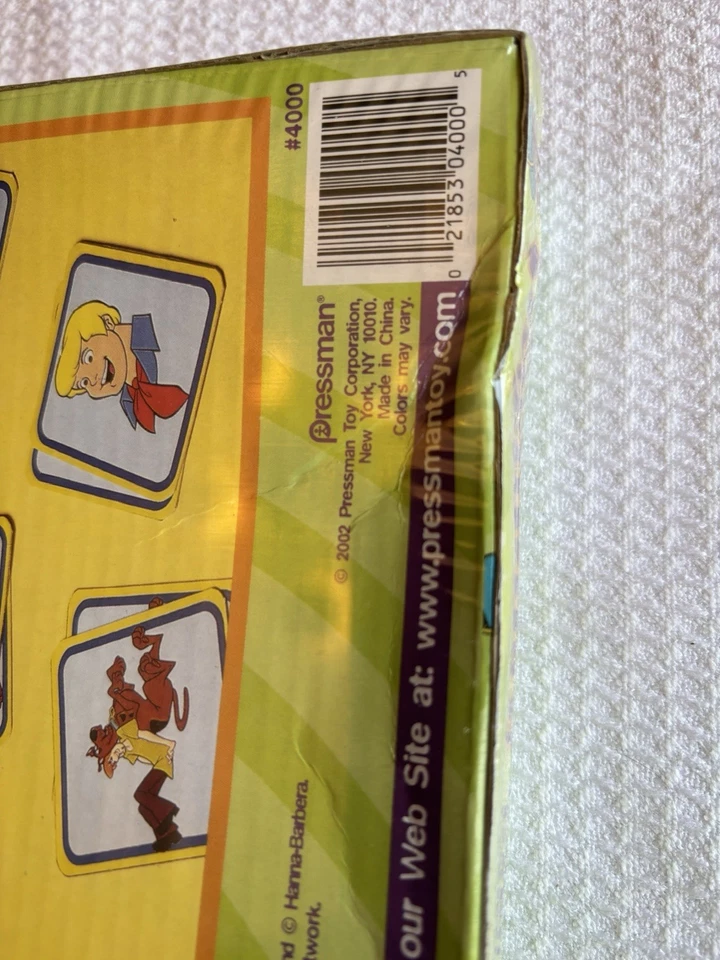 #4000
0 21853 04000 5
Pressman®
© 2002 Pressman Toy Corporation,
New York, NY 10010.
Made in China.
Colors may vary.
our Web Site at: www.pressmantoy.com
© Hanna-Barbera.